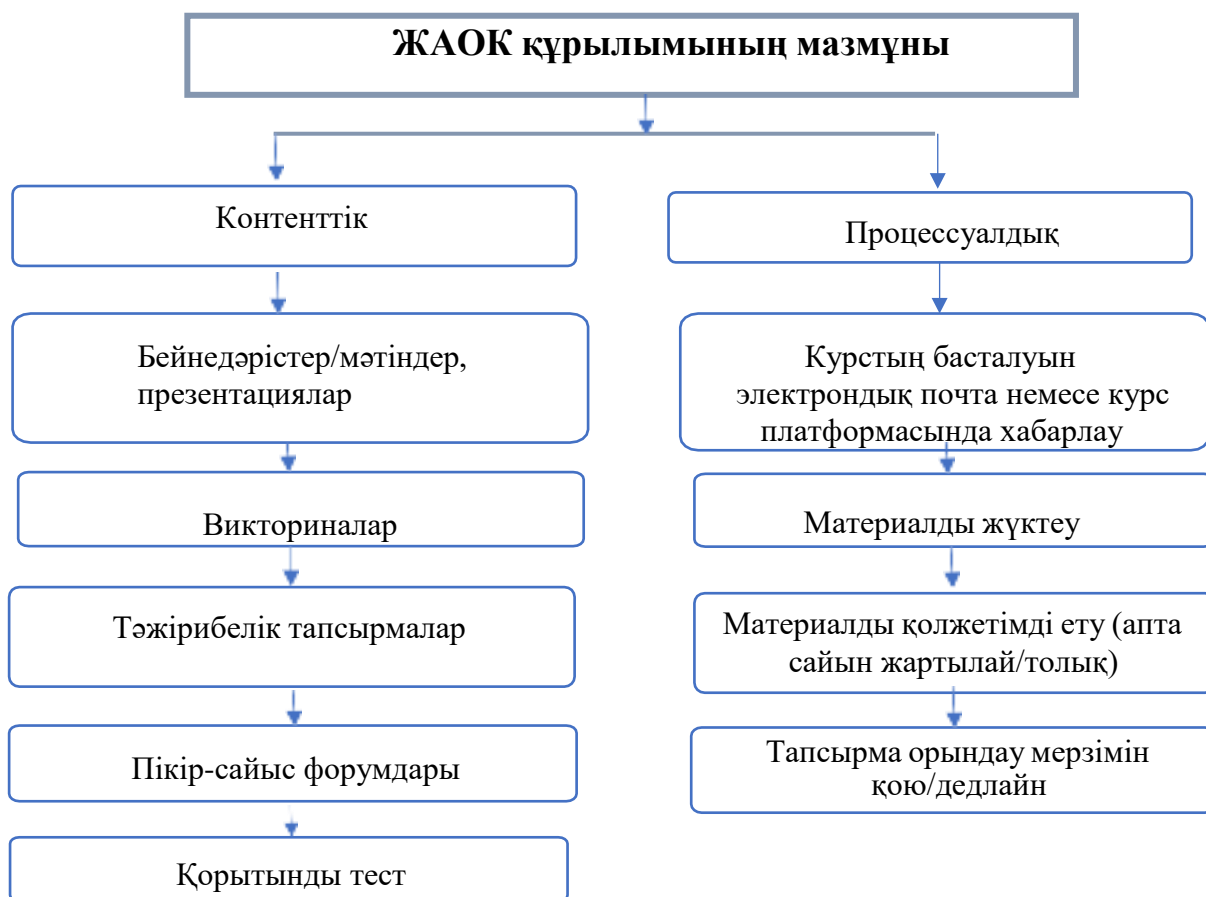 ЖАОК құрылымының мазмұны
Контенттік
Процессуалдық
Бейнедәрістер/мәтіндер,
презентациялар
Курстың басталуын
электрондық почта немесе курс
платформасында хабарлау
Викториналар
Материалды жүктеу
Тәжірибелік тапсырмалар
Материалды қолжетімді ету (апта
сайын жартылай/толық)
Пікір-сайыс форумдары
Тапсырма орындау мерзімін
қою/дедлайн
Қорытынды тест